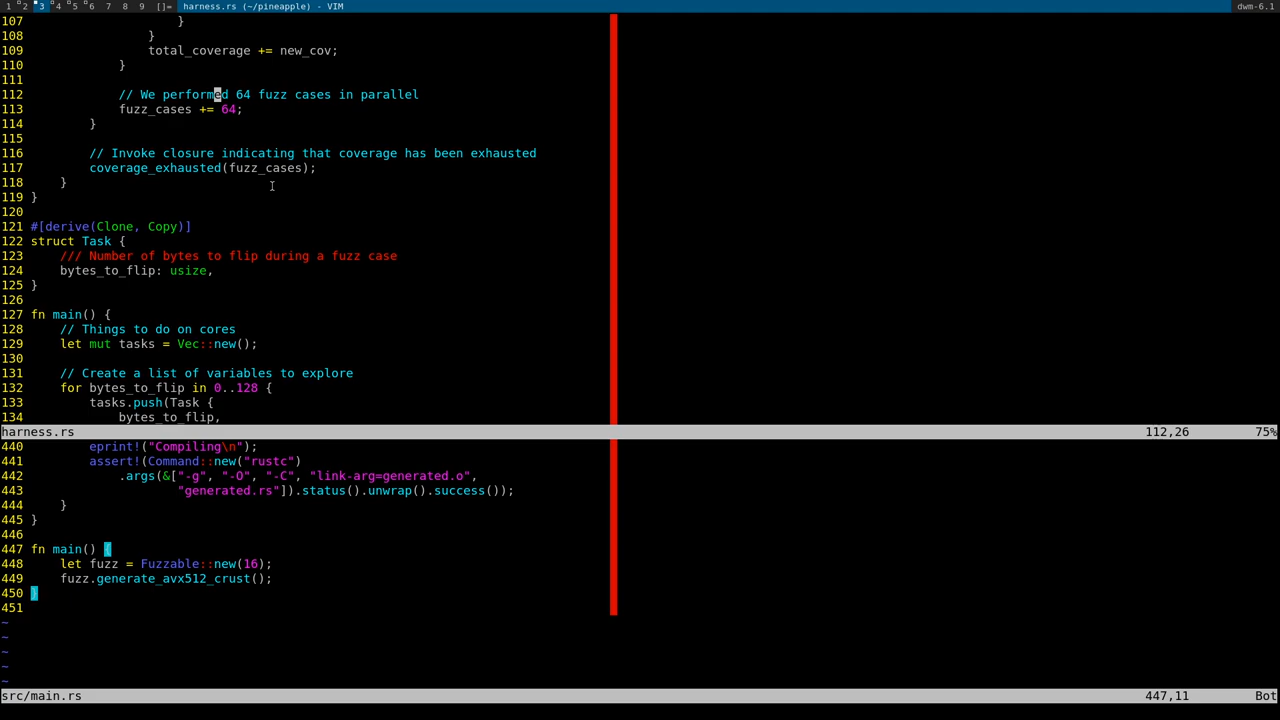 1 2 3 4 5 6 7 8 9 []= harness.rs (~/pineapple) - VIM dwm-6.1
107                     }
108                 }
109                 total_coverage += new_cov;
110             }
111
112             // We performed 64 fuzz cases in parallel
113             fuzz_cases += 64;
114         }
115
116         // Invoke closure indicating that coverage has been exhausted
117         coverage_exhausted(fuzz_cases);
118     }
119 }
120
121 #[derive(Clone, Copy)]
122 struct Task {
123     /// Number of bytes to flip during a fuzz case
124     bytes_to_flip: usize,
125 }
126
127 fn main() {
128     // Things to do on cores
129     let mut tasks = Vec::new();
130
131     // Create a list of variables to explore
132     for bytes_to_flip in 0..128 {
133         tasks.push(Task {
134             bytes_to_flip,
harness.rs 112,26 75%
440         eprint!("Compiling\n");
441         assert!(Command::new("rustc")
442             .args(&["-g", "-O", "-C", "link-arg=generated.o",
443                     "generated.rs"]).status().unwrap().success());
444     }
445 }
446
447 fn main() {
448     let fuzz = Fuzzable::new(16);
449     fuzz.generate_avx512_crust();
450 }
451
~
~
~
~
~
src/main.rs 447,11 Bot